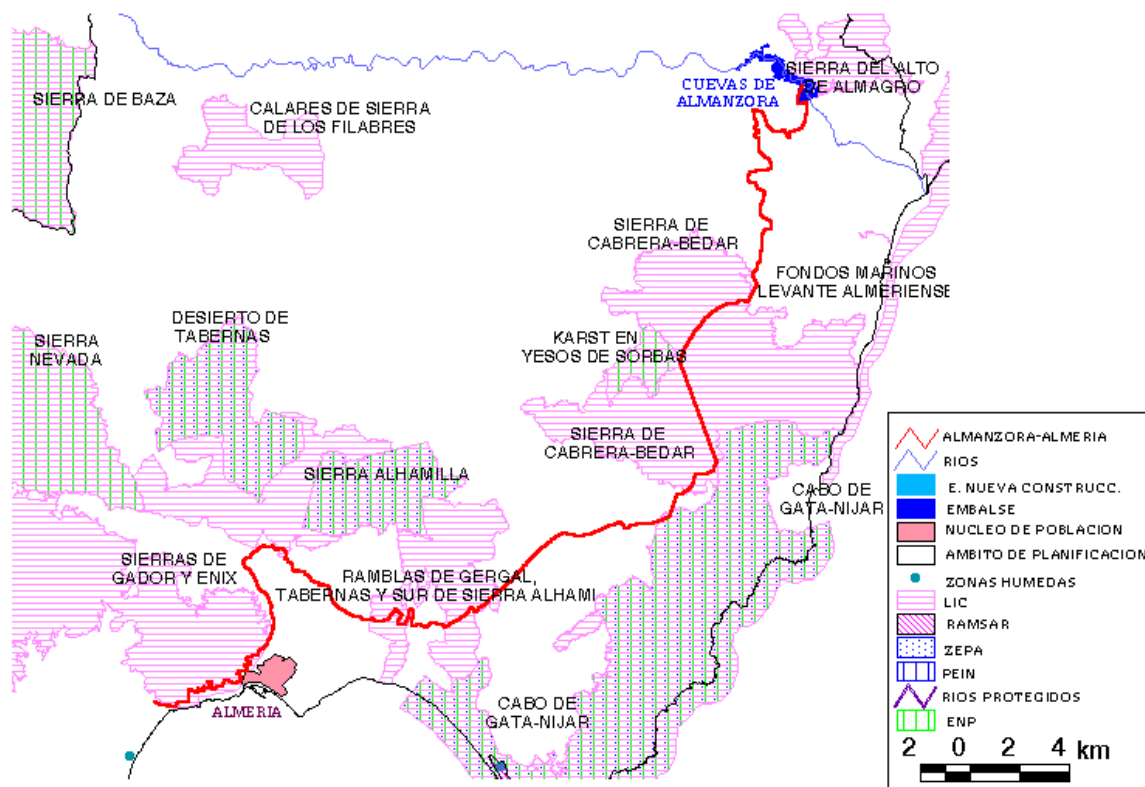 SIERRA DEL ALTO
DE ALMAGRO
CUEVAS DE
ALMANZORA
SIERRA DE BAZA
CALARES DE SIERRA
DE LOS FILABRES
SIERRA DE
CABRERA-BEDAR
FONDOS MARINOS
LEVANTE ALMERIENSE
DESIERTO DE
TABERNAS
SIERRA
NEVADA
KARST EN
YESOS DE SORBAS
SIERRA DE
CABRERA-BEDAR
SIERRA ALHAMILLA
CABO DE
GATA-NIJAR
SIERRAS DE
GADOR Y ENIX
RAMBLAS DE GERGAL,
TABERNAS Y SUR DE SIERRA ALHAMI
CABO DE
GATA-NIJAR
ALMERIA
ALMANZORA-ALMERIA
RIOS
E. NUEVA CONSTRUCC.
EMBALSE
NUCLEO DE POBLACION
AMBITO DE PLANIFICACION
ZONAS HUMEDAS
LIC
RAMSAR
ZEPA
PEIN
RIOS PROTEGIDOS
ENP
2 0 2 4 km